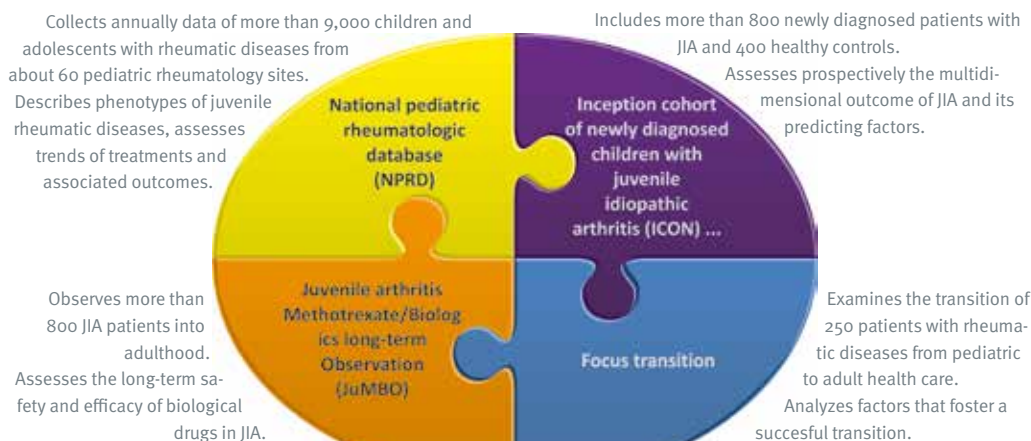 Collects annually data of more than 9,000 children and
adolescents with rheumatic diseases from
about 60 pediatric rheumatology sites.
Describes phenotypes of juvenile
rheumatic diseases, assesses
trends of treatments and
associated outcomes.
National pediatric
rheumatologic
database
(NPRD)
Includes more than 800 newly diagnosed patients with
JIA and 400 healthy controls.
Assesses prospectively the multidi-
mensional outcome of JIA and its
predicting factors.
Inception cohort
of newly diagnosed
children with
juvenile
idiopathic
arthritis (ICON) ...
Observes more than
800 JIA patients into
adulthood.
Assesses the long-term sa-
fety and efficacy of biological
drugs in JIA.
Juvenile arthritis
Methotrexate/Biolog
ics long-term
Observation
(JuMBO)
Focus transition
Examines the transition of
250 patients with rheuma-
tic diseases from pediatric
to adult health care.
Analyzes factors that foster a
succesful transition.